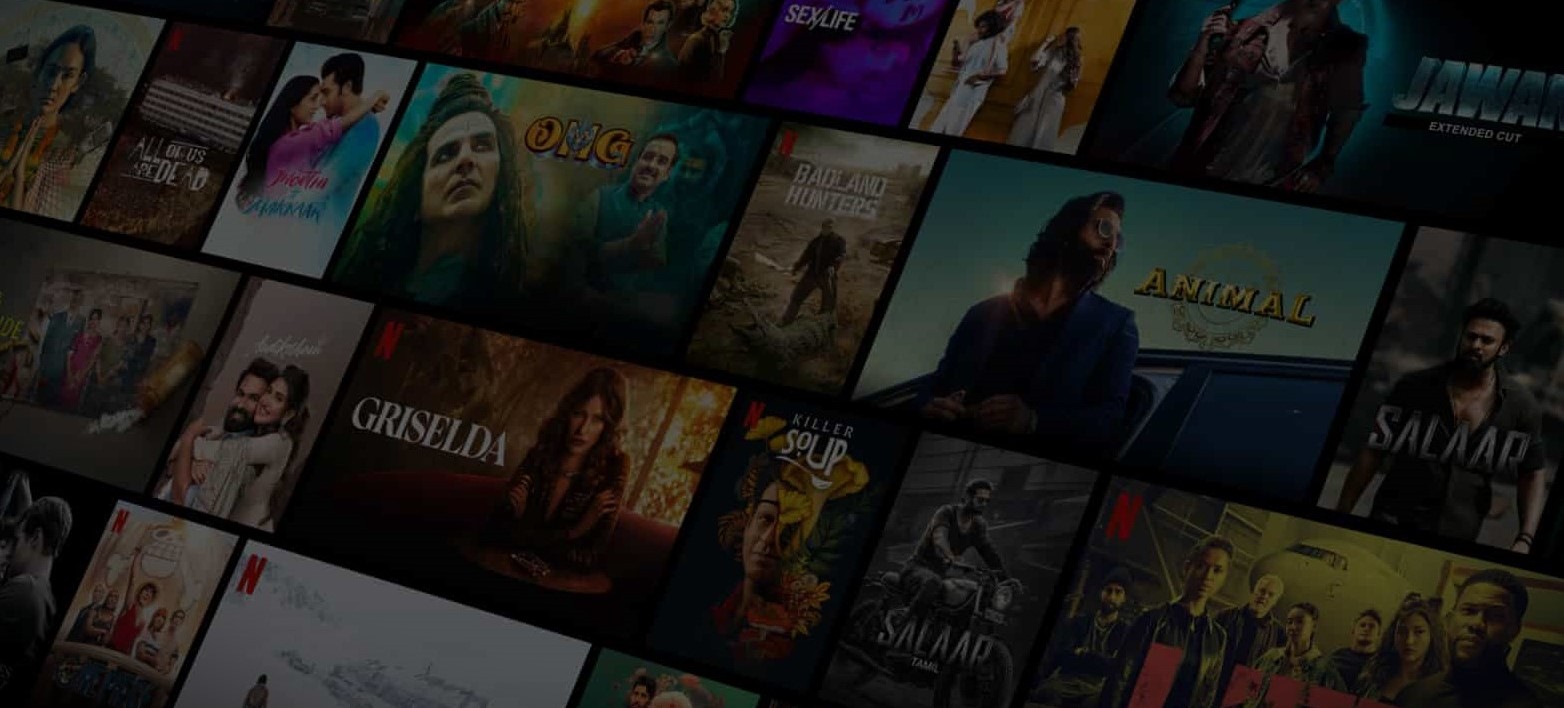 SEX/LIFE
JAWAN
EXTENDED CUT
ALL OF US
ARE DEAD
OMG
BADLAND
HUNTERS
ANIMAL
SALAAR
GRISELDA
KILLER
SOUP
SALAAR
TAMIL
N
N
N
N
N
N
N